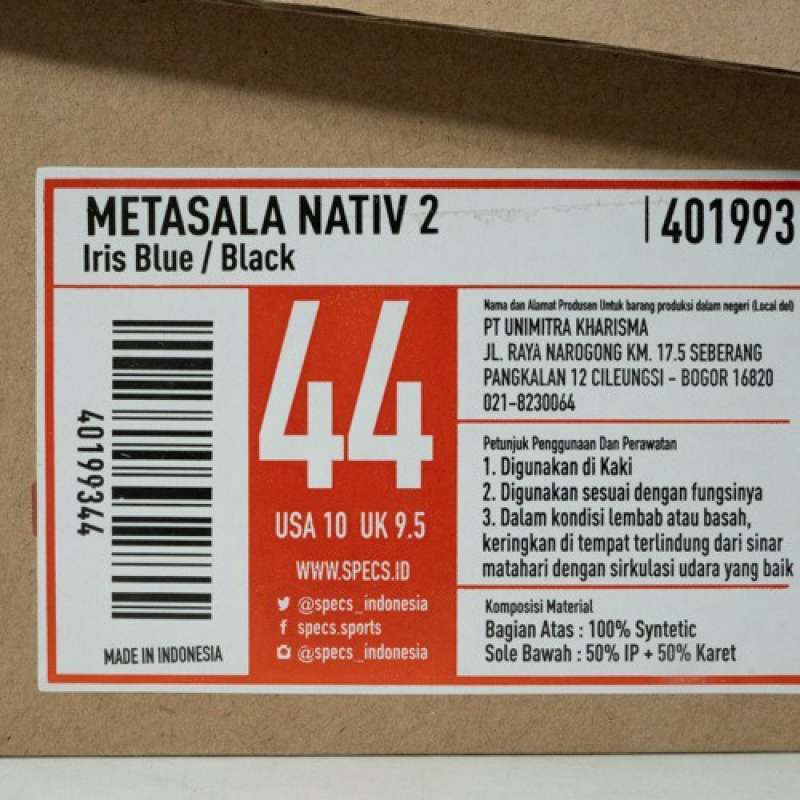 METASALA NATIV 2
Iris Blue / Black
401993
40199344
MADE IN INDONESIA
44
USA 10 UK 9.5
WWW.SPECS.ID
@specs_indonesia
specs.sports
@specs_indonesia
Nama dan Alamat Produsen Untuk barang produksi dalam negeri (Local del)
PT UNIMITRA KHARISMA
JL. RAYA NAROGONG KM. 17.5 SEBERANG
PANGKALAN 12 CILEUNGSI - BOGOR 16820
021-8230064
Petunjuk Penggunaan Dan Perawatan
1. Digunakan di Kaki
2. Digunakan sesuai dengan fungsinya
3. Dalam kondisi lembab atau basah,
keringkan di tempat terlindung dari sinar
matahari dengan sirkulasi udara yang baik
Komposisi Material
Bagian Atas : 100% Syntetic
Sole Bawah : 50% IP + 50% Karet